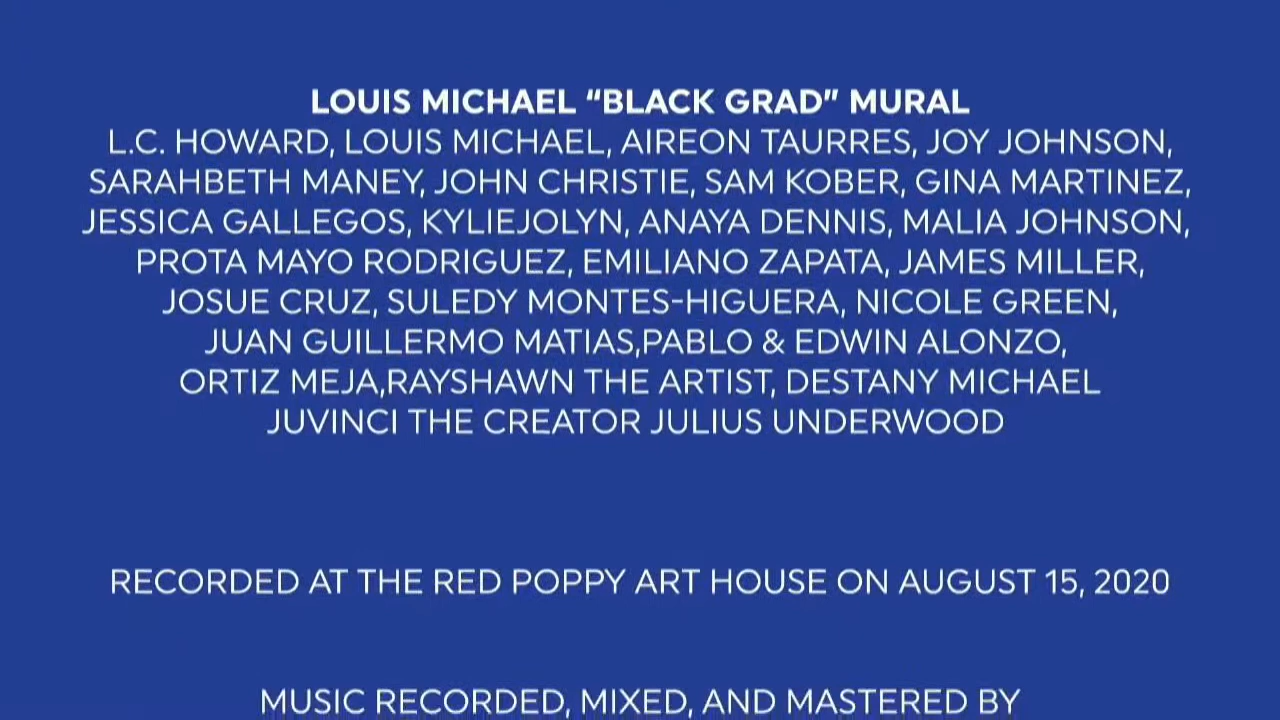 LOUIS MICHAEL “BLACK GRAD” MURAL
L.C. HOWARD, LOUIS MICHAEL, AIREON TAURRES, JOY JOHNSON,
SARAHBETH MANEY, JOHN CHRISTIE, SAM KOBER, GINA MARTINEZ,
JESSICA GALLEGOS, KYLIEJOLYN, ANAYA DENNIS, MALIA JOHNSON,
PROTA MAYO RODRIGUEZ, EMILIANO ZAPATA, JAMES MILLER,
JOSUE CRUZ, SULEDY MONTES-HIGUERA, NICOLE GREEN,
JUAN GUILLERMO MATIAS,PABLO & EDWIN ALONZO,
ORTIZ MEJA,RAYSHAWN THE ARTIST, DESTANY MICHAEL
JUVINCI THE CREATOR JULIUS UNDERWOOD
RECORDED AT THE RED POPPY ART HOUSE ON AUGUST 15, 2020
MUSIC RECORDED, MIXED, AND MASTERED BY